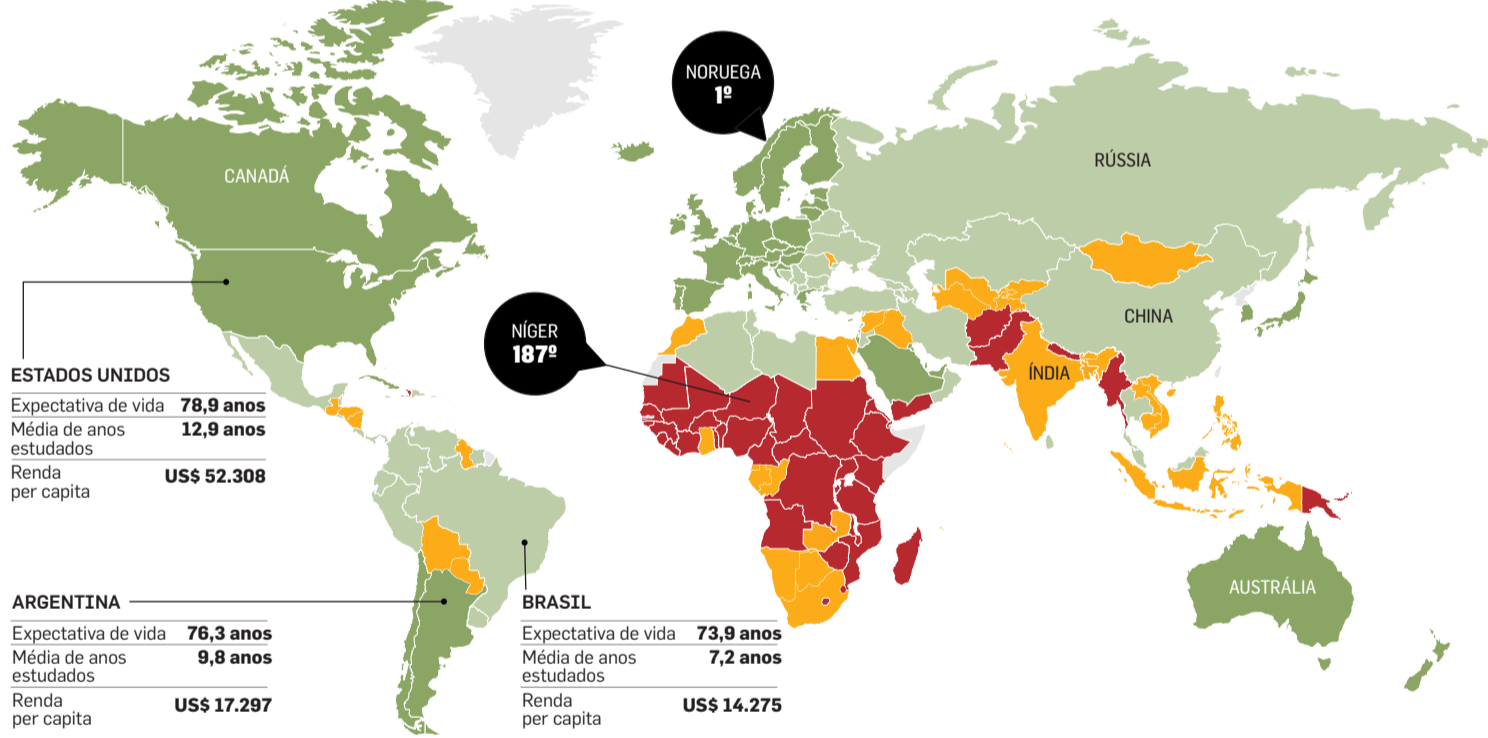 NORUEGA
1º
CANADÁ
RÚSSIA
CHINA
NÍGER
187º
ÍNDIA
ESTADOS UNIDOS
Expectativa de vida 78,9 anos
Média de anos 12,9 anos
estudados
Renda US$ 52.308
per capita
AUSTRÁLIA
ARGENTINA
Expectativa de vida 76,3 anos
Média de anos 9,8 anos
estudados
Renda US$ 17.297
per capita
BRASIL
Expectativa de vida 73,9 anos
Média de anos 7,2 anos
estudados
Renda US$ 14.275
per capita